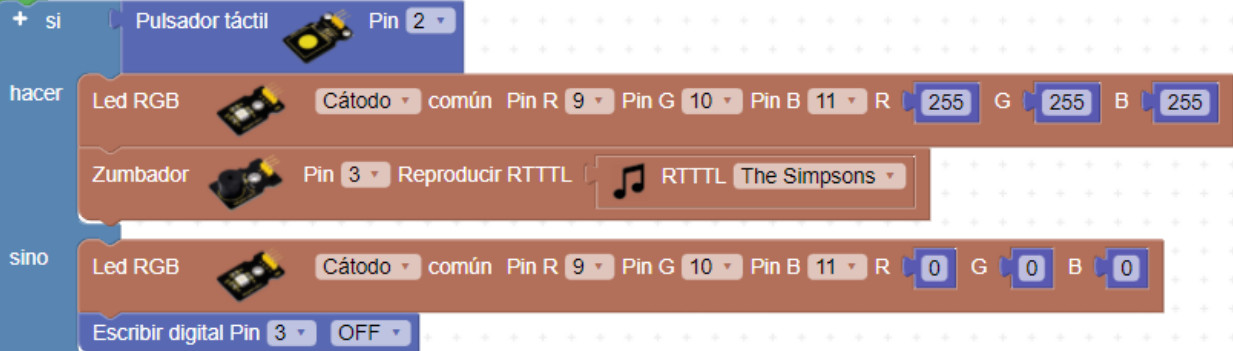 + si Pulsador táctil Pin 2
hacer Led RGB Cátodo común Pin R 9 Pin G 10 Pin B 11 R 255 G 255 B 255
Zumbador Pin 3 Reproducir RTTTL RTTTL The Simpsons
sino Led RGB Cátodo común Pin R 9 Pin G 10 Pin B 11 R 0 G 0 B 0
Escribir digital Pin 3 OFF